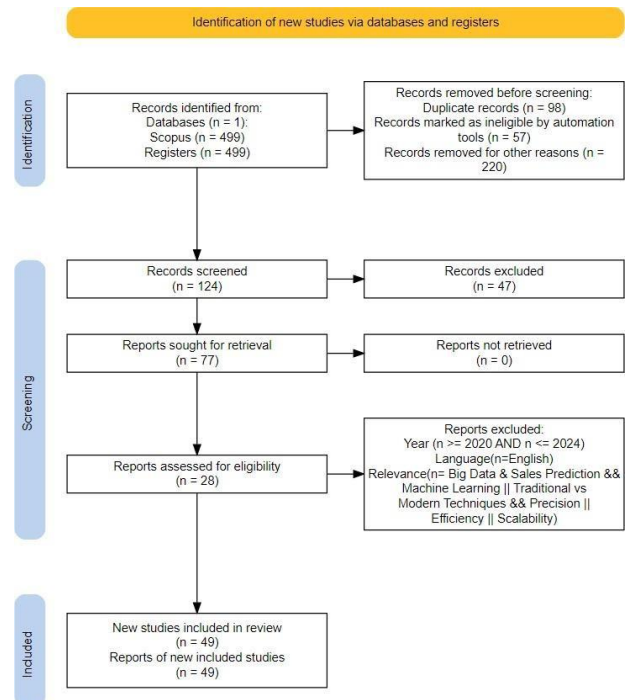 Identification of new studies via databases and registers
Identification
Records identified from:
Databases (n = 1):
Scopus = 499)
Registers (n = 499)
Records removed before screening:
Duplicate records (n = 98)
Records marked as ineligible by automation
tools (n = 57)
Records removed for other reasons (n =
220)
Screening
Records screened
(n = 124)
Records excluded
(n = 47)
Reports sought for retrieval
(n = 77)
Reports not retrieved
(n = 0)
Reports assessed for eligibility
(n = 28)
Reports excluded:
Year (n >= 2020 AND n <= 2024)
Language(n=English)
Relevance(n= Big Data & Sales Prediction &&
Machine Learning || Traditional vs
Modern Techniques && Precision ||
Efficiency || Scalability)
Included
New studies included in review
(n = 49)
Reports of new included studies
(n = 49)